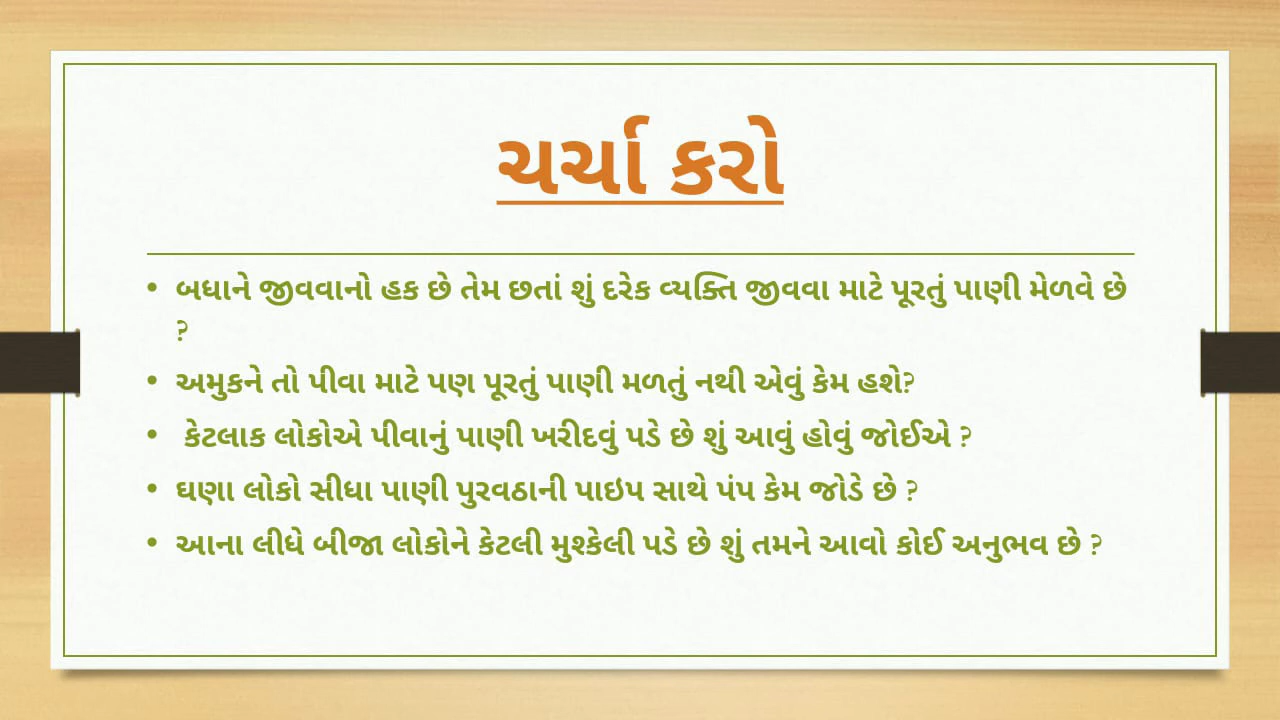 ચર્ચા કરો
• બધાને જીવવાનો હક છે તેમ છતાં શું દરેક વ્યક્તિ જીવવા માટે પૂરતું પાણી મેળવે છે
?
• અમુકને તો પીવા માટે પણ પૂરતું પાણી મળતું નથી એવું કેમ હશે?
• કેટલાક લોકોએ પીવાનું પાણી ખરીદવું પડે છે શું આવું હોવું જોઈએ ?
• ઘણા લોકો સીધા પાણી પુરવઠાની પાઇપ સાથે પંપ કેમ જોડે છે ?
• આના લીધે બીજા લોકોને કેટલી મુશ્કેલી પડે છે શું તમને આવો કોઈ અનુભવ છે ?